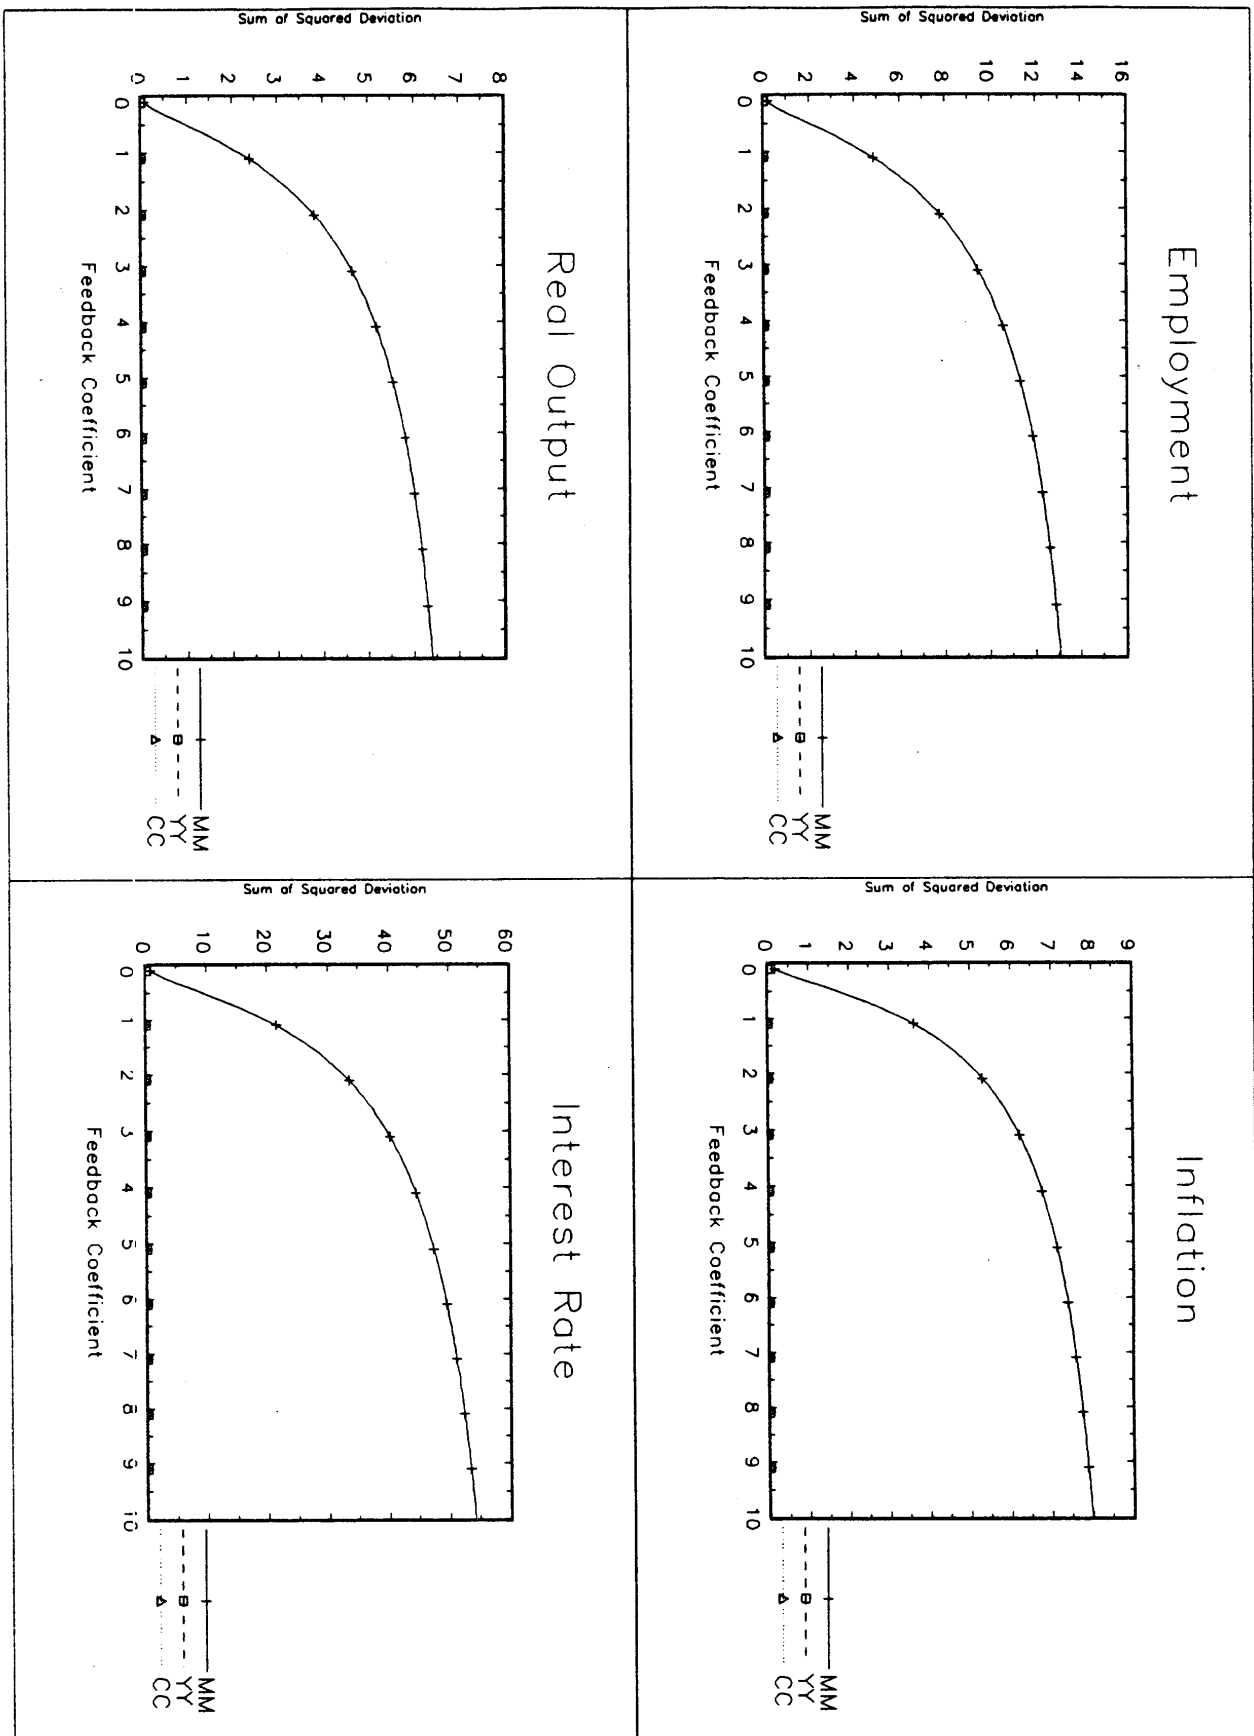 Employment
Sum of Squared Deviation
16
14
12
10
8
6
4
2
0
0 1 2 3 4 5 6 7 8 9 10
Feedback Coefficient
MM
YY
CC
Inflation
Sum of Squared Deviation
9
8
7
6
5
4
3
2
1
0
0 1 2 3 4 5 6 7 8 9 10
Feedback Coefficient
MM
YY
CC
Real Output
Sum of Squared Deviation
8
7
6
5
4
3
2
1
0
0 1 2 3 4 5 6 7 8 9 10
Feedback Coefficient
MM
YY
CC
Interest Rate
Sum of Squared Deviation
60
50
40
30
20
10
0
0 1 2 3 4 5 6 7 8 9 10
Feedback Coefficient
MM
YY
CC